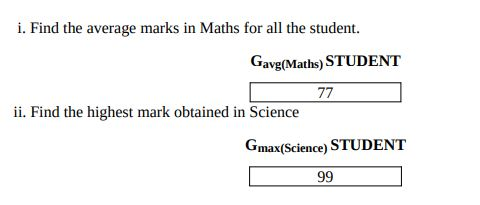 i. Find the average marks in Maths for all the student.
Gavg(Maths) STUDENT
77
ii. Find the highest mark obtained in Science
Gmax(Science) STUDENT
99